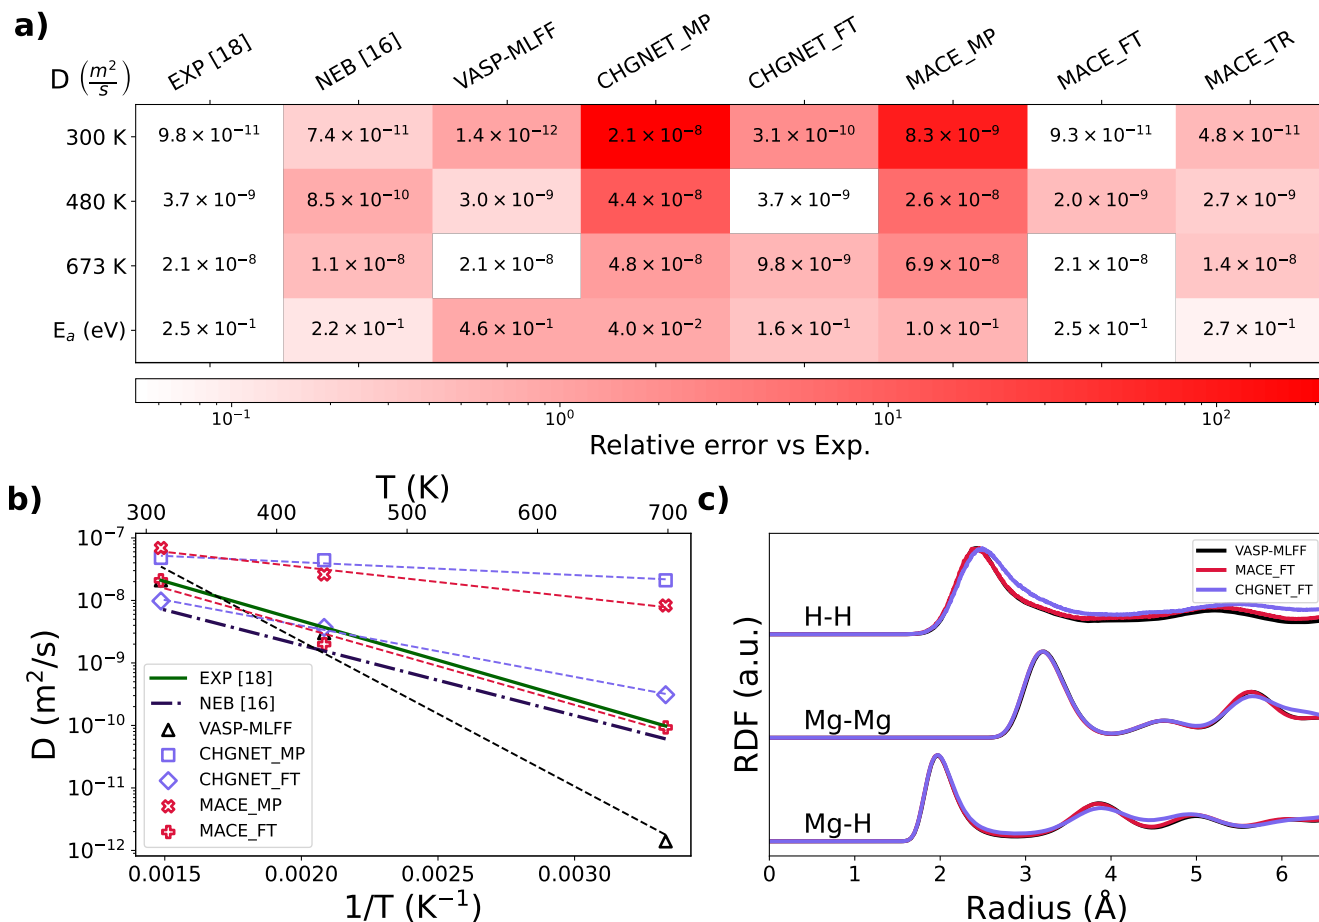 a)
D (m²/s) EXP [18] NEB [16] VASP-MLFF CHGNET_MP CHGNET_FT MACE_MP MACE_FT MACE_TR
300 K 9.8 × 10⁻¹¹ 7.4 × 10⁻¹¹ 1.4 × 10⁻¹² 2.1 × 10⁻⁸ 3.1 × 10⁻¹⁰ 8.3 × 10⁻⁹ 9.3 × 10⁻¹¹ 4.8 × 10⁻¹¹
480 K 3.7 × 10⁻⁹ 8.5 × 10⁻¹⁰ 3.0 × 10⁻⁹ 4.4 × 10⁻⁸ 3.7 × 10⁻⁹ 2.6 × 10⁻⁸ 2.0 × 10⁻⁹ 2.7 × 10⁻⁹
673 K 2.1 × 10⁻⁸ 1.1 × 10⁻⁸ 2.1 × 10⁻⁸ 4.8 × 10⁻⁸ 9.8 × 10⁻⁹ 6.9 × 10⁻⁸ 2.1 × 10⁻⁸ 1.4 × 10⁻⁸
Eₐ (eV) 2.5 × 10⁻¹ 2.2 × 10⁻¹ 4.6 × 10⁻¹ 4.0 × 10⁻² 1.6 × 10⁻¹ 1.0 × 10⁻¹ 2.5 × 10⁻¹ 2.7 × 10⁻¹
10⁻¹ 10⁰ 10¹ 10²
Relative error vs Exp.
b)
T (K)
300 400 500 600 700
10⁻⁷
10⁻⁸
10⁻⁹
10⁻¹⁰
10⁻¹¹
10⁻¹²
D (m²/s)
EXP [18]
NEB [16]
VASP-MLFF
CHGNET_MP
CHGNET_FT
MACE_MP
MACE_FT
0.0015 0.0020 0.0025 0.0030
1/T (K⁻¹)
c)
RDF (a.u.)
VASP-MLFF
MACE_FT
CHGNET_FT
H-H
Mg-Mg
Mg-H
0 1 2 3 4 5 6
Radius (Å)